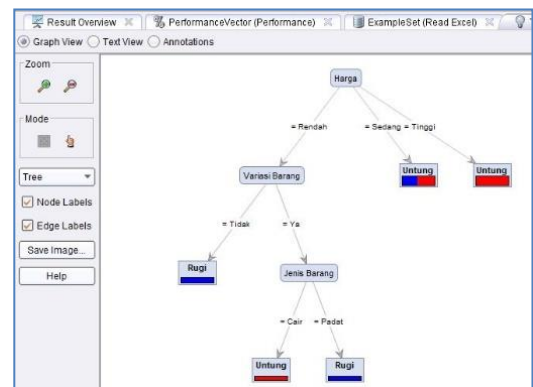 Result Overview
PerformanceVector (Performance)
ExampleSet (Read Excel)
Graph View Text View Annotations
Zoom
Mode
Tree
Node Labels
Edge Labels
Save Image...
Help
Harga
= Rendah = Sedang = Tinggi
Variasi Barang Untung Untung
= Tidak = Ya
Rugi Jenis Barang
= Cair = Padat
Untung Rugi